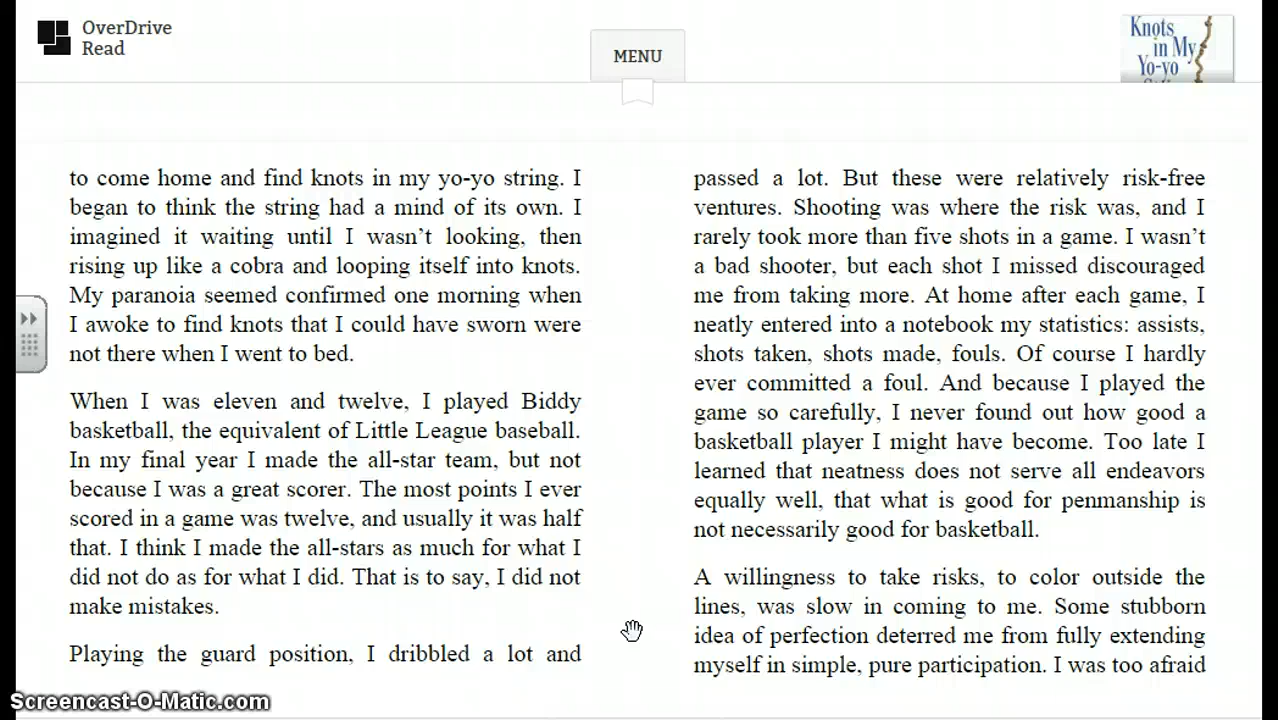 OverDrive
Read
MENU
Knots
in My
Yo-yo
to come home and find knots in my yo-yo string. I
began to think the string had a mind of its own. I
imagined it waiting until I wasn’t looking, then
rising up like a cobra and looping itself into knots.
My paranoia seemed confirmed one morning when
I awoke to find knots that I could have sworn were
not there when I went to bed.
When I was eleven and twelve, I played Biddy
basketball, the equivalent of Little League baseball.
In my final year I made the all-star team, but not
because I was a great scorer. The most points I ever
scored in a game was twelve, and usually it was half
that. I think I made the all-stars as much for what I
did not do as for what I did. That is to say, I did not
make mistakes.
Playing the guard position, I dribbled a lot and
passed a lot. But these were relatively risk-free
ventures. Shooting was where the risk was, and I
rarely took more than five shots in a game. I wasn’t
a bad shooter, but each shot I missed discouraged
me from taking more. At home after each game, I
neatly entered into a notebook my statistics: assists,
shots taken, shots made, fouls. Of course I hardly
ever committed a foul. And because I played the
game so carefully, I never found out how good a
basketball player I might have become. Too late I
learned that neatness does not serve all endeavors
equally well, that what is good for penmanship is
not necessarily good for basketball.
A willingness to take risks, to color outside the
lines, was slow in coming to me. Some stubborn
idea of perfection deterred me from fully extending
myself in simple, pure participation. I was too afraid
Screencast-O-Matic.com